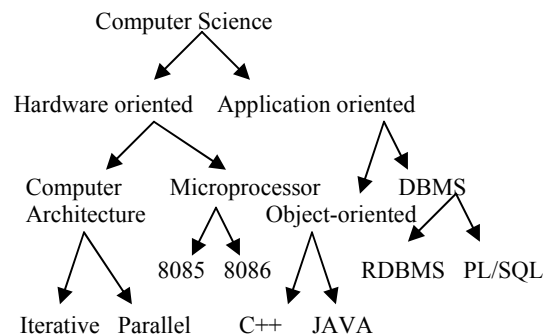 Computer Science
Hardware oriented Application oriented
Computer Architecture
Microprocessor
Object-oriented
DBMS
8085 8086
RDBMS PL/SQL
Iterative Parallel
C++ JAVA